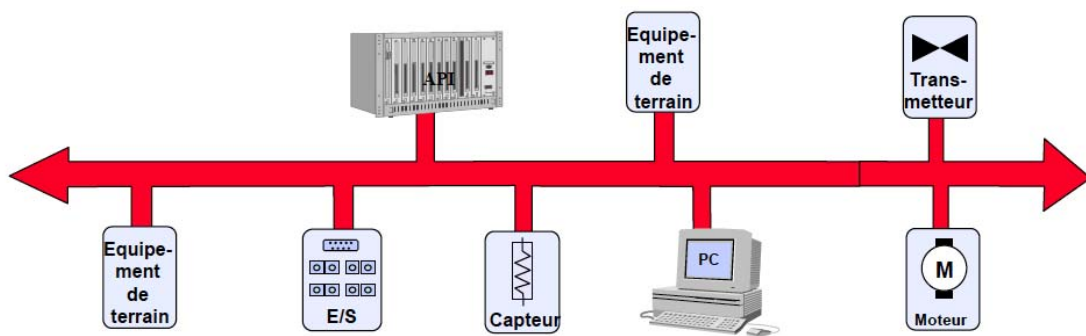 API
Equipe-
ment
de
terrain
Trans-
metteur
Equipe-
ment
de
terrain
E/S
Capteur
PC
M
Moteur